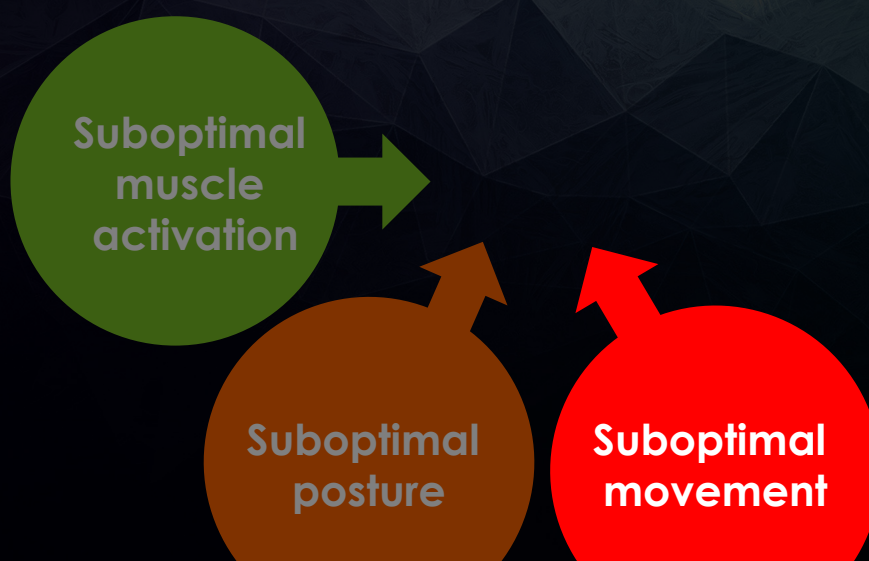 Suboptimal
muscle
activation
Suboptimal
posture
Suboptimal
movement